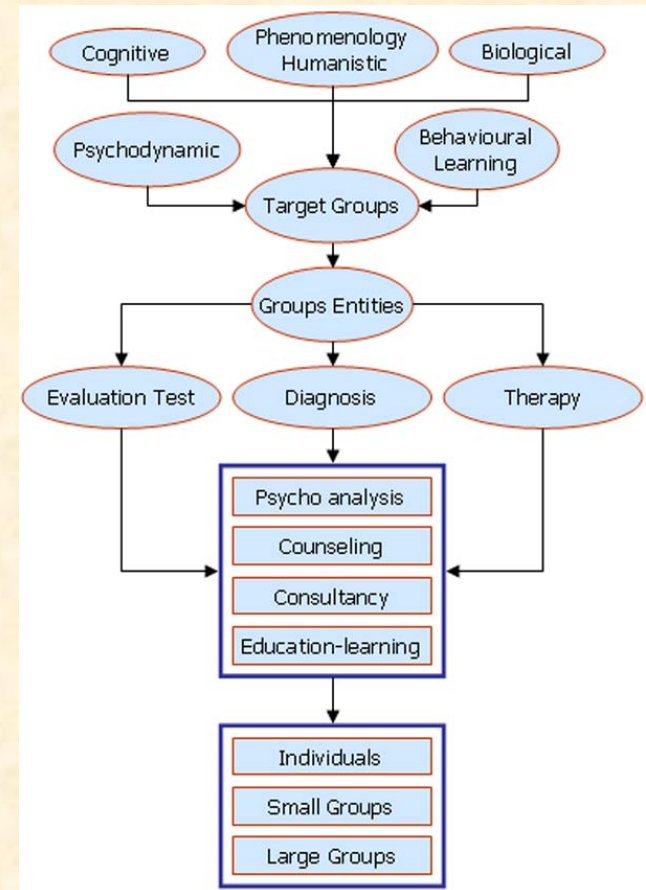 Cognitive
Phenomenology
Humanistic
Biological
Psychodynamic
Behavioural
Learning
Target Groups
Groups Entities
Evaluation Test
Diagnosis
Therapy
Psycho analysis
Counseling
Consultancy
Education-learning
Individuals
Small Groups
Large Groups